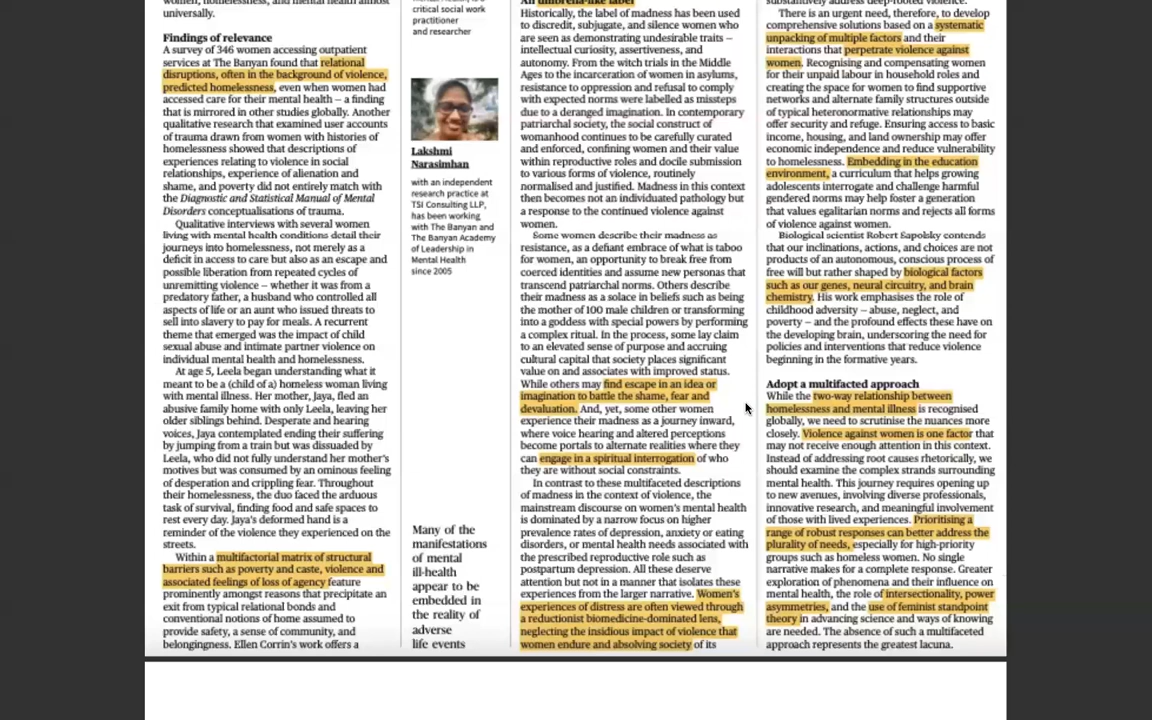 women, homelessness, and mental health almost
universally.
Findings of relevance
A survey of 346 women accessing outpatient
services at The Banyan found that relational
disruptions, often in the background of violence,
predicted homelessness, even when women had
accessed care for their mental health — a finding
that is mirrored in other studies globally. Another
qualitative research that examined user accounts
of trauma drawn from women with histories of
homelessness showed that descriptions of
experiences relating to violence in social
relationships, experience of alienation and
shame, and poverty did not entirely match with
the Diagnostic and Statistical Manual of Mental
Disorders conceptualisations of trauma.
Qualitative interviews with several women
living with mental health conditions detail their
journeys into homelessness, not merely as a
deficit in access to care but also as an escape and
possible liberation from repeated cycles of
unremitting violence — whether it was from a
predatory father, a husband who controlled all
aspects of life or an aunt who issued threats to
sell into slavery to pay for meals. A recurrent
theme that emerged was the impact of child
sexual abuse and intimate partner violence on
individual mental health and homelessness.
At age 5, Leela began understanding what it
meant to be a (child of a) homeless woman living
with mental illness. Her mother, Jaya, fled an
abusive family home with only Leela, leaving her
older siblings behind. Desperate and hearing
voices, Jaya contemplated ending their suffering
by jumping from a train but was dissuaded by
Leela, who did not fully understand her mother's
motives but was consumed by an ominous feeling
of desperation and crippling fear. Throughout
their homelessness, the duo faced the arduous
task of survival, finding food and safe spaces to
rest every day. Jaya's deformed hand is a
reminder of the violence they experienced on the
streets.
Within a multifactorial matrix of structural
barriers such as poverty and caste, violence and
associated feelings of loss of agency feature
prominently amongst reasons that precipitate an
exit from typical relational bonds and
conventional notions of home assumed to
provide safety, a sense of community, and
belongingness. Ellen Corrin's work offers a
critical social work
practitioner
and researcher
Lakshmi
Narasimhan
with an independent
research practice at
TSI Consulting LLP,
has been working
with The Banyan and
The Banyan Academy
of Leadership in
Mental Health
since 2005
Many of the
manifestations
of mental
ill-health
appear to be
embedded in
the reality of
adverse
life events
An umbrella-like label
Historically, the label of madness has been used
to discredit, subjugate, and silence women who
are seen as demonstrating undesirable traits —
intellectual curiosity, assertiveness, and
autonomy. From the witch trials in the Middle
Ages to the incarceration of women in asylums,
resistance to oppression and refusal to comply
with expected norms were labelled as missteps
due to a deranged imagination. In contemporary
patriarchal society, the social construct of
womanhood continues to be carefully curated
and enforced, confining women and their value
within reproductive roles and docile submission
to various forms of violence, routinely
normalised and justified. Madness in this context
then becomes not an individuated pathology but
a response to the continued violence against
women.
Some women describe their madness as
resistance, as a defiant embrace of what is taboo
for women, an opportunity to break free from
coerced identities and assume new personas that
transcend patriarchal norms. Others describe
their madness as a solace in beliefs such as being
the mother of 100 male children or transforming
into a goddess with special powers by performing
a complex ritual. In the process, some lay claim
to an elevated sense of purpose and accruing
cultural capital that society places significant
value on and associates with improved status.
While others may find escape in an idea or
imagination to battle the shame, fear and
devaluation. And, yet, some other women
experience their madness as a journey inward,
where voice hearing and altered perceptions
become portals to alternate realities where they
can engage in a spiritual interrogation of who
they are without social constraints.
In contrast to these multifaceted descriptions
of madness in the context of violence, the
mainstream discourse on women's mental health
is dominated by a narrow focus on higher
prevalence rates of depression, anxiety or eating
disorders, or mental health needs associated with
the prescribed reproductive role such as
postpartum depression. All these deserve
attention but not in a manner that isolates these
experiences from the larger narrative. Women's
experiences of distress are often viewed through
a reductionist biomedicine-dominated lens,
neglecting the insidious impact of violence that
women endure and absolving society of its
substantively address deep-rooted violence.
There is an urgent need, therefore, to develop
comprehensive solutions based on a systematic
unpacking of multiple factors and their
interactions that perpetrate violence against
women. Recognising and compensating women
for their unpaid labour in household roles and
creating the space for women to find supportive
networks and alternate family structures outside
of typical heteronormative relationships may
offer security and refuge. Ensuring access to basic
income, housing, and land ownership may offer
economic independence and reduce vulnerability
to homelessness. Embedding in the education
environment, a curriculum that helps growing
adolescents interrogate and challenge harmful
gendered norms may help foster a generation
that values egalitarian norms and rejects all forms
of violence against women.
Biological scientist Robert Sapolsky contends
that our inclinations, actions, and choices are not
products of an autonomous, conscious process of
free will but rather shaped by biological factors
such as our genes, neural circuitry, and brain
chemistry. His work emphasises the role of
childhood adversity — abuse, neglect, and
poverty — and the profound effects these have on
the developing brain, underscoring the need for
policies and interventions that reduce violence
beginning in the formative years.
Adopt a multifacted approach
While the two-way relationship between
homelessness and mental illness is recognised
globally, we need to scrutinise the nuances more
closely. Violence against women is one factor that
may not receive enough attention in this context.
Instead of addressing root causes rhetorically, we
should examine the complex strands surrounding
mental health. This journey requires opening up
to new avenues, involving diverse professionals,
innovative research, and meaningful involvement
of those with lived experiences. Prioritising a
range of robust responses can better address the
plurality of needs, especially for high-priority
groups such as homeless women. No single
narrative makes for a complete response. Greater
exploration of phenomena and their influence on
mental health, the role of intersectionality, power
asymmetries, and the use of feminist standpoint
theory in advancing science and ways of knowing
are needed. The absence of such a multifaceted
approach represents the greatest lacuna.